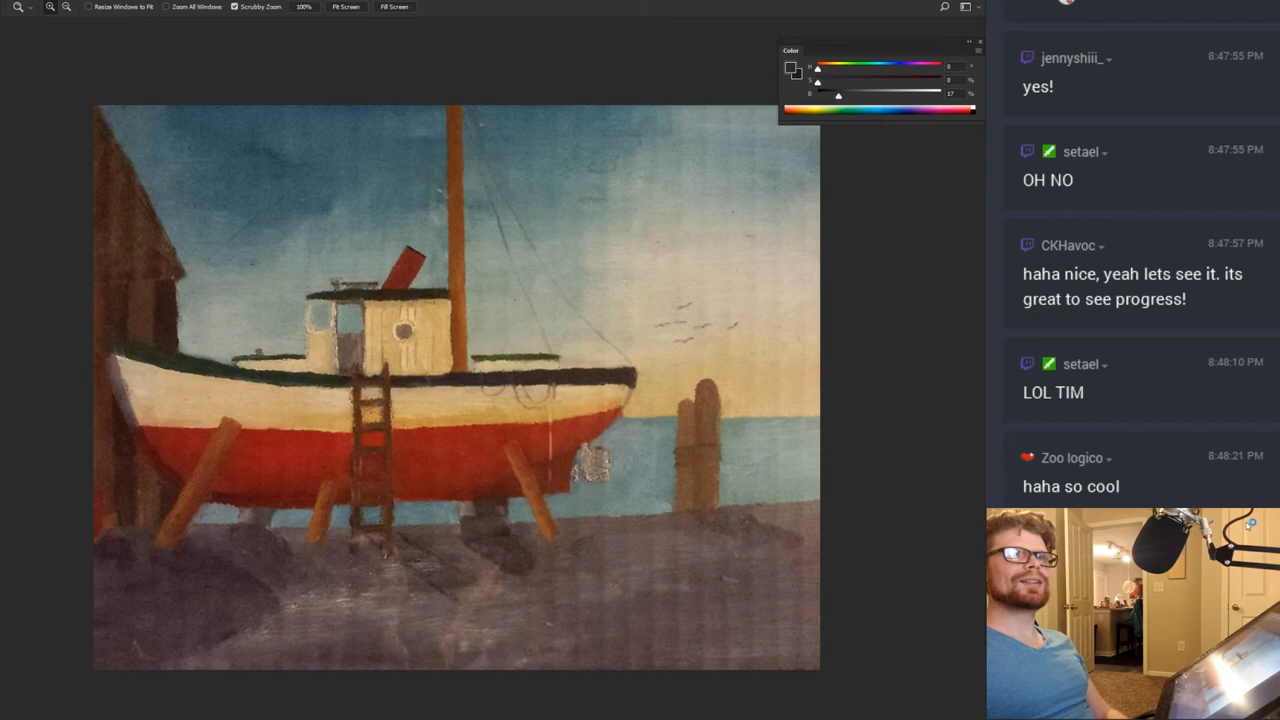 Resize Windows to Fit Zoom All Windows Scrubby Zoom 100% Fit Screen Fill Screen
Color
H 0 °
S 0 %
B 17 %
jennyshiii_ 8:47:55 PM
yes!
setael 8:47:55 PM
OH NO
CKHavoc 8:47:57 PM
haha nice, yeah lets see it. its
great to see progress!
setael 8:48:10 PM
LOL TIM
Zoo logico 8:48:21 PM
haha so cool